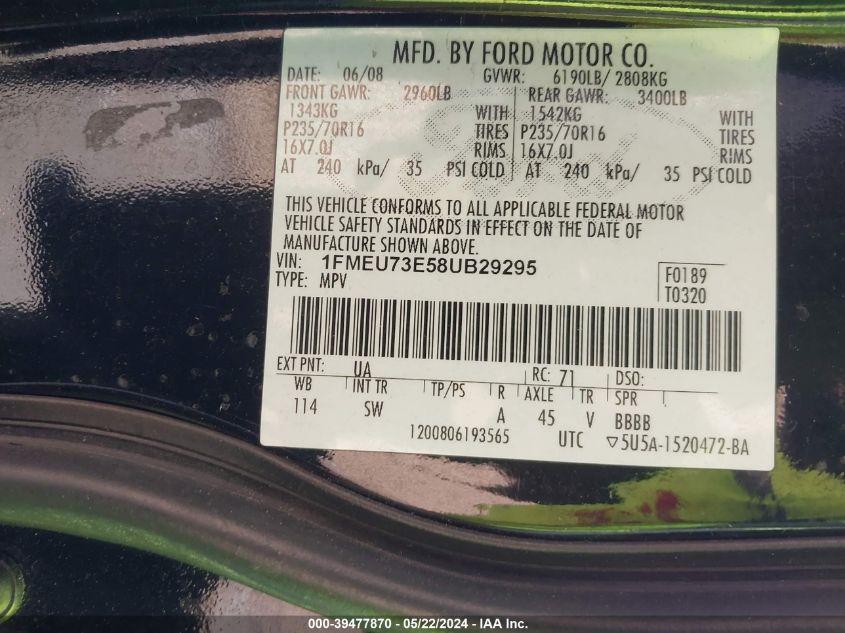 MFD. BY FORD MOTOR CO.
DATE: 06/08 GVWR: 6190LB/ 2808KG
FRONT GAWR: 2960LB REAR GAWR: 3400LB
1343KG WITH 1542KG WITH
P235/70R16 TIRES P235/70R16 TIRES
16X7.0J RIMS 16X7.0J RIMS
AT 240 kPa/ 35 PSI COLD AT 240 kPa/ 35 PSI COLD
THIS VEHICLE CONFORMS TO ALL APPLICABLE FEDERAL MOTOR
VEHICLE SAFETY STANDARDS IN EFFECT ON THE DATE OF
MANUFACTURE SHOWN ABOVE.
VIN: 1FMEU73E58UB29295 F0189
TYPE: MPV T0320
EXT PNT: UA RC: 71 DSO:
WB INT TR TP/PS R AXLE TR SPR
114 SW A 45 V BBBB
1200806193565 UTC ▽5U5A-1520472-BA
000-39477870 - 05/22/2024 - IAA Inc.